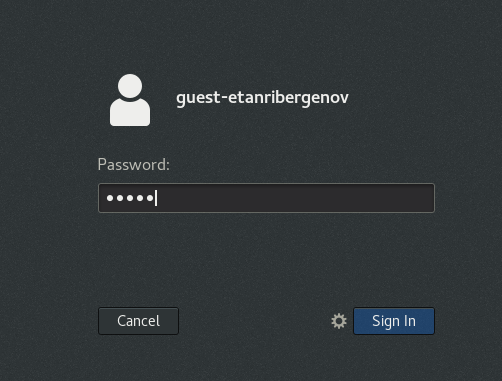 guest-etanribergenov
Password:
•••••
Cancel
Sign In